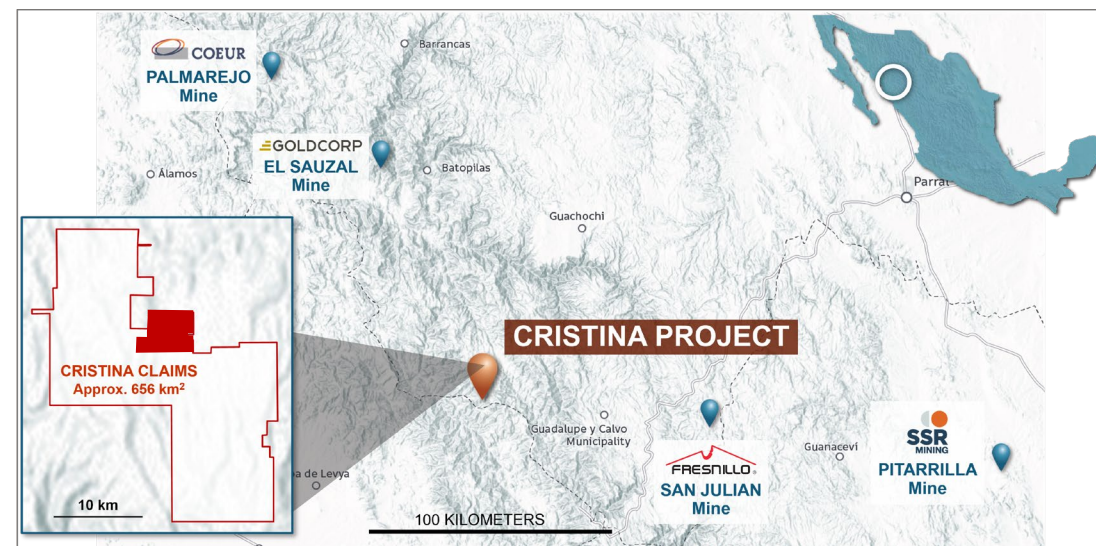 COEUR
PALMAREJO
Mine
Barrancas
GOLDCORP
EL SAUZAL
Mine
Álamos
Batopilas
Guachochi
Parral
CRISTINA PROJECT
CRISTINA CLAIMS
Approx. 656 km²
10 km
de Levya
Guadalupe y Calvo
Municipality
FRESNILLO
SAN JULIAN
Mine
Guanaceví
SSR
MINING
PITARRILLA
Mine
100 KILOMETERS